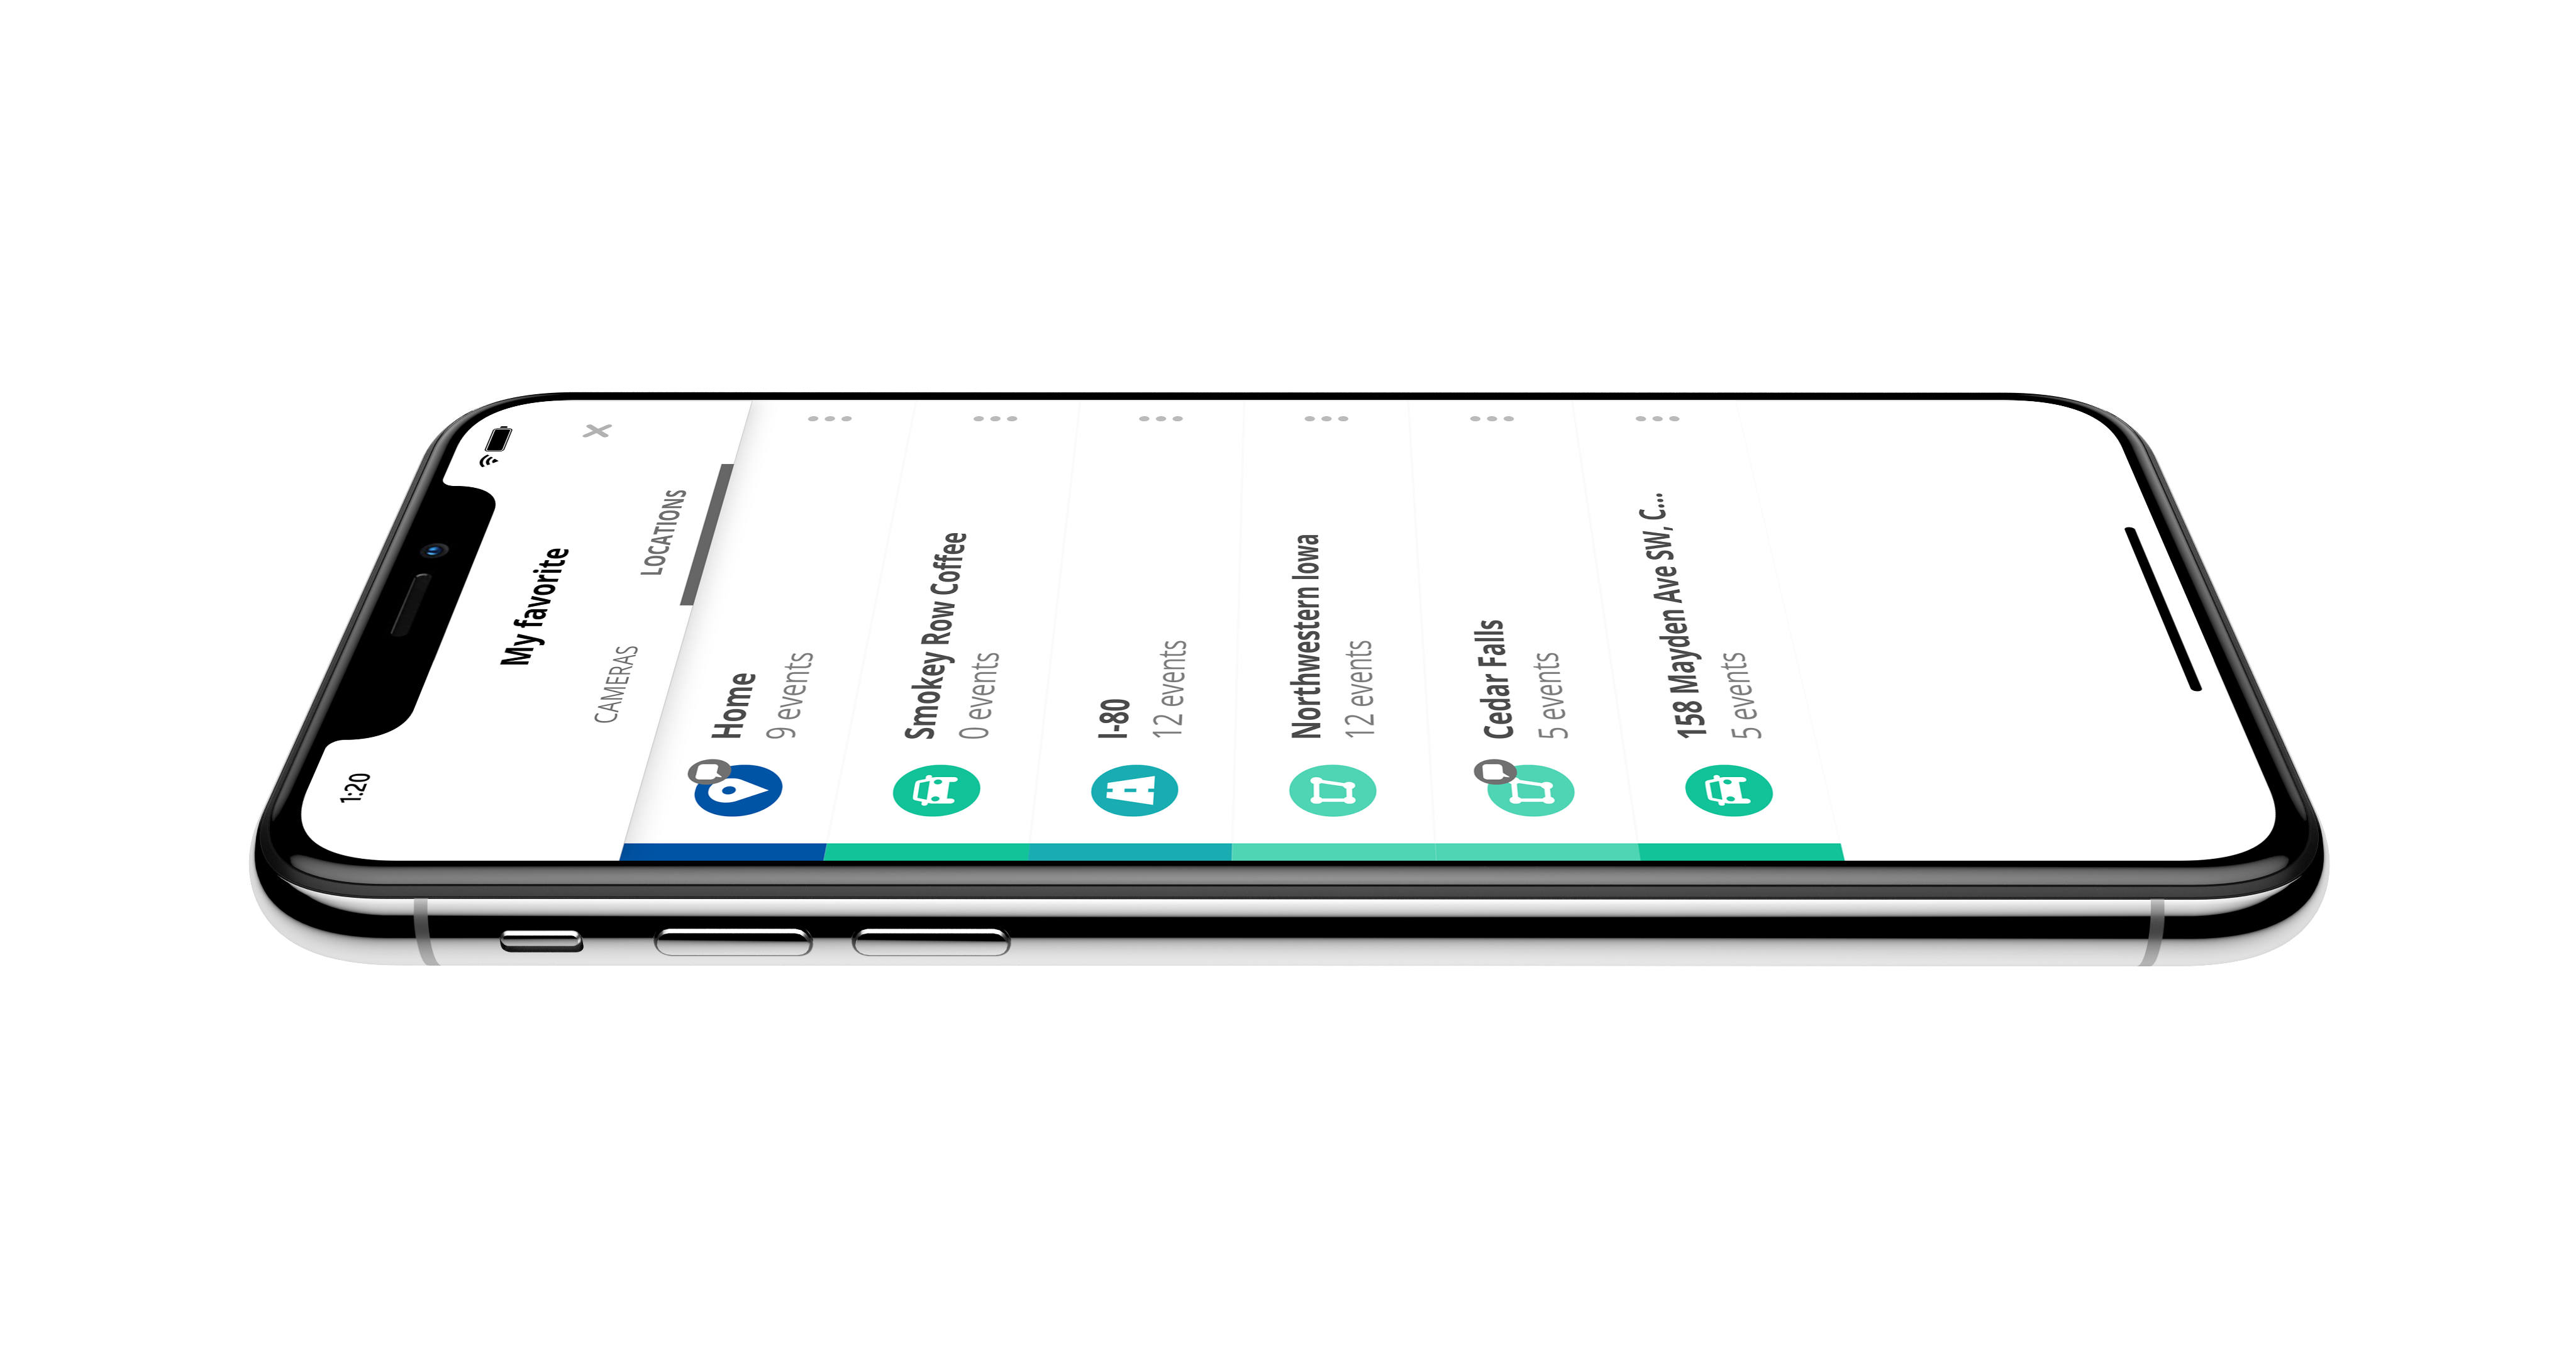 1:20
My favorite
CAMERAS
LOCATIONS
Home
9 events
Smokey Row Coffee
0 events
I-80
12 events
Northwestern Iowa
12 events
Cedar Falls
5 events
158 Mayden Ave SW, C...
5 events